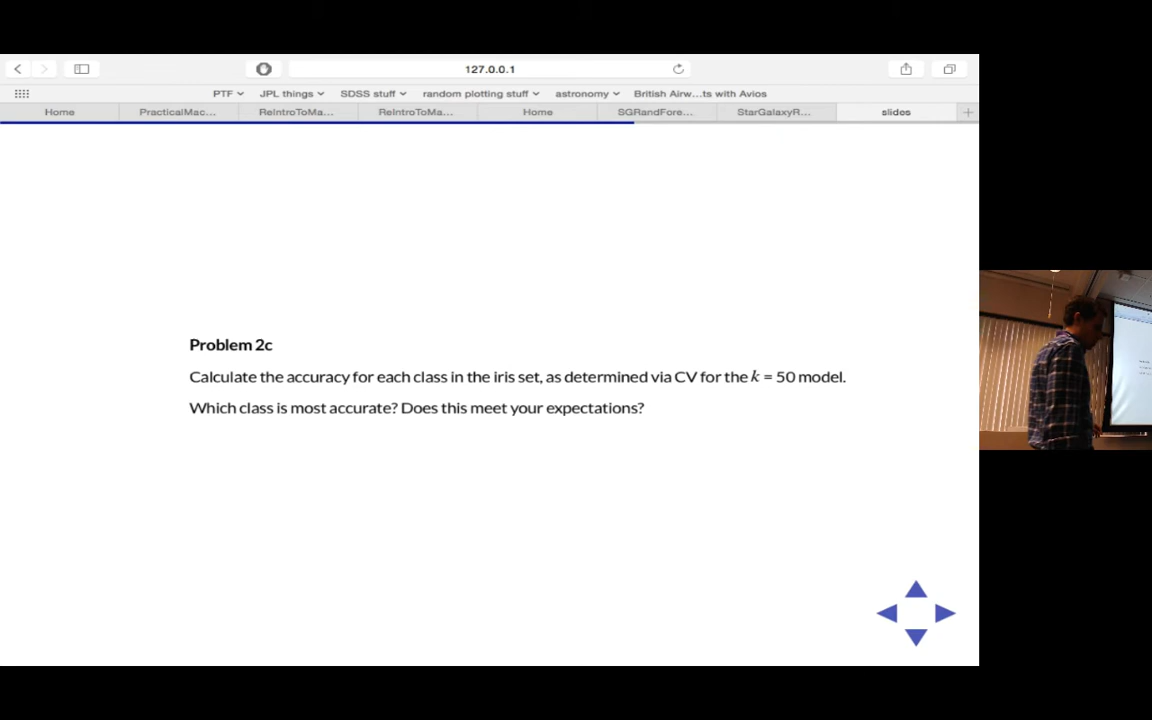 127.0.0.1
PTF JPL things SDSS stuff random plotting stuff astronomy British Airw...ts with Avios
Home PracticalMac... ReIntroToMa... ReIntroToMa... Home SGRandFore... StarGalaxyR... slides
Problem 2c
Calculate the accuracy for each class in the iris set, as determined via CV for the k = 50 model.
Which class is most accurate? Does this meet your expectations?